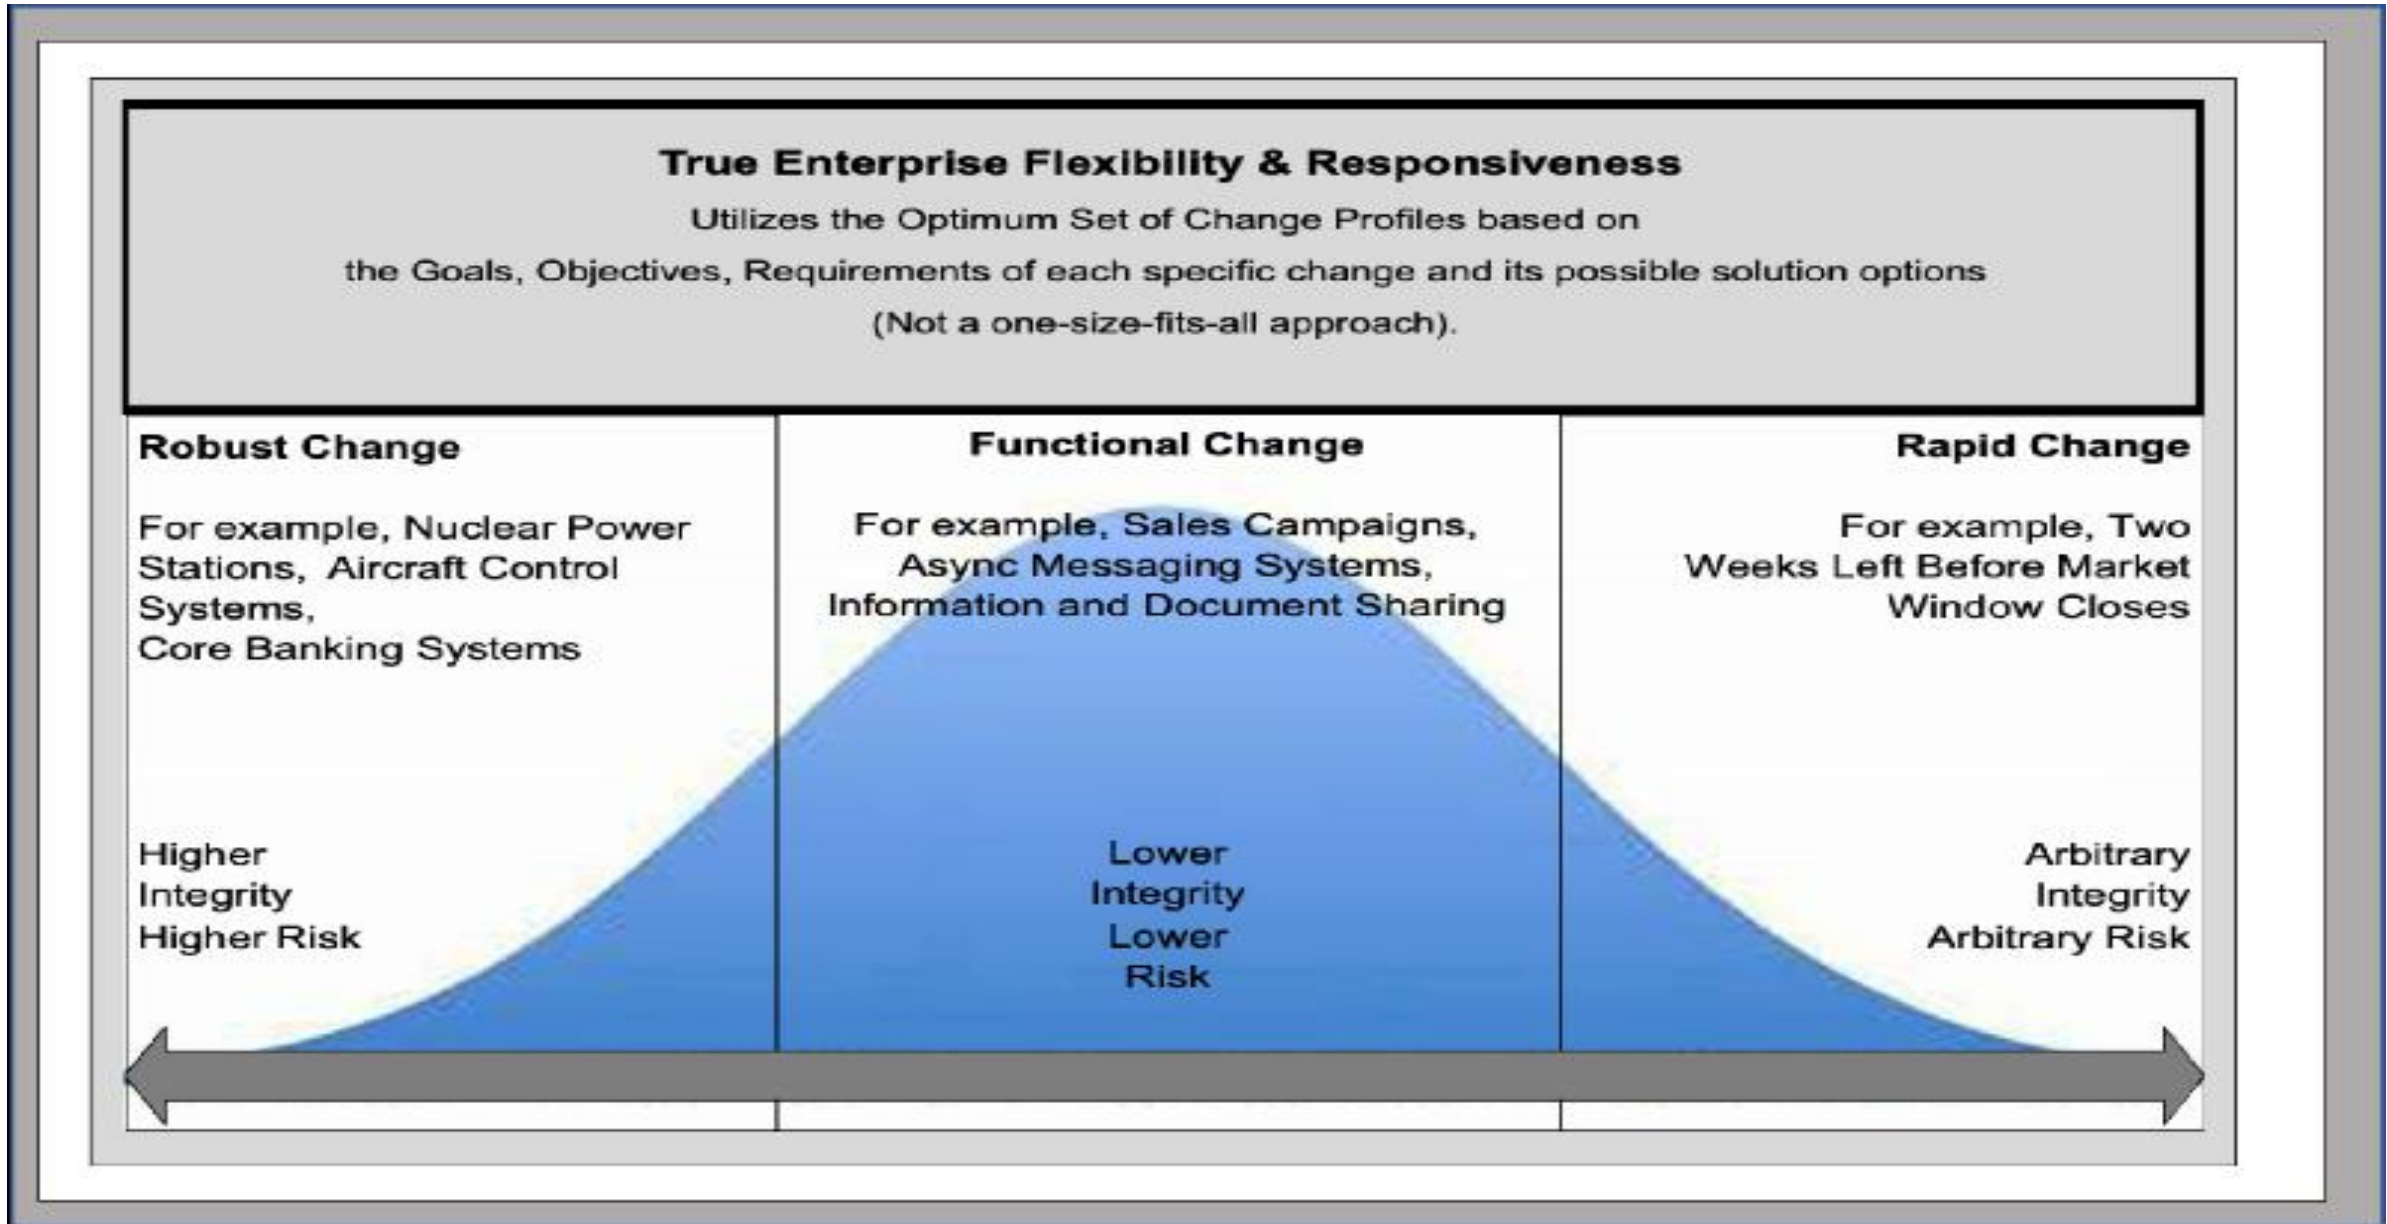 True Enterprise Flexibility & Responsiveness
Utilizes the Optimum Set of Change Profiles based on
the Goals, Objectives, Requirements of each specific change and its possible solution options
(Not a one-size-fits-all approach).
Robust Change
For example, Nuclear Power
Stations, Aircraft Control
Systems,
Core Banking Systems
Higher
Integrity
Higher Risk
Functional Change
For example, Sales Campaigns,
Async Messaging Systems,
Information and Document Sharing
Lower
Integrity
Lower
Risk
Rapid Change
For example, Two
Weeks Left Before Market
Window Closes
Arbitrary
Integrity
Arbitrary Risk